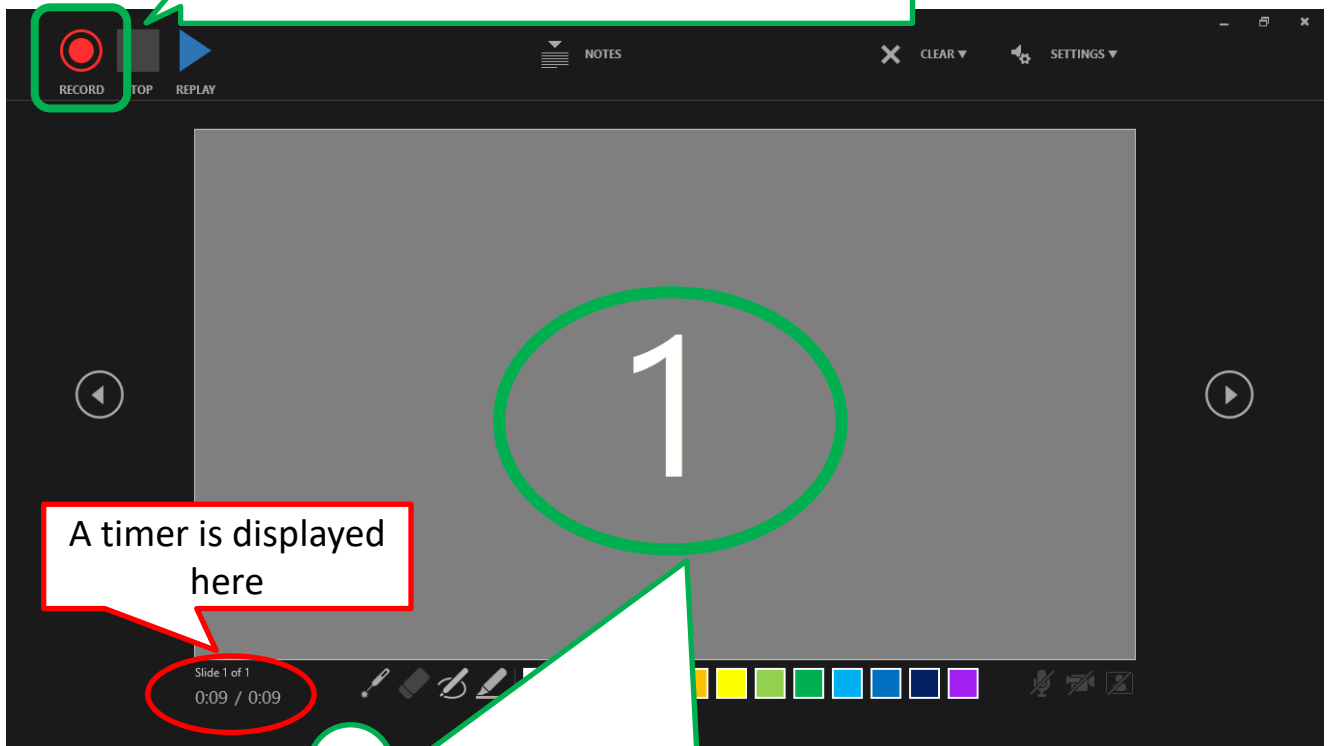 RECORD
TOP
REPLAY
NOTES
CLEAR
SETTINGS
1
A timer is displayed
here
Slide 1 of 1
0:09 / 0:09